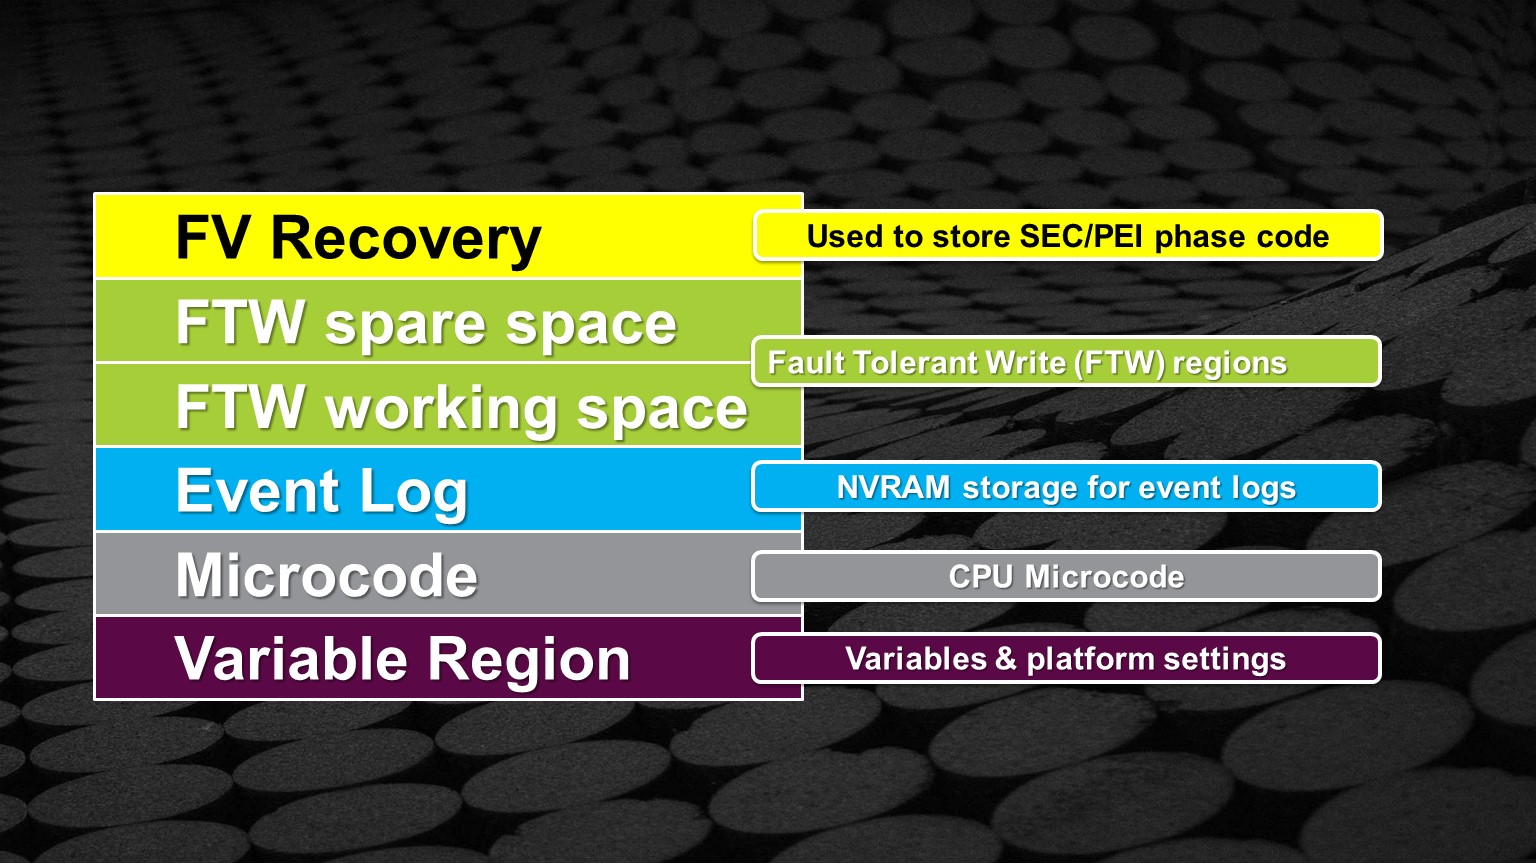 FV Recovery
Used to store SEC/PEI phase code
FTW spare space
Fault Tolerant Write (FTW) regions
FTW working space
Event Log
NVRAM storage for event logs
Microcode
CPU Microcode
Variable Region
Variables & platform settings